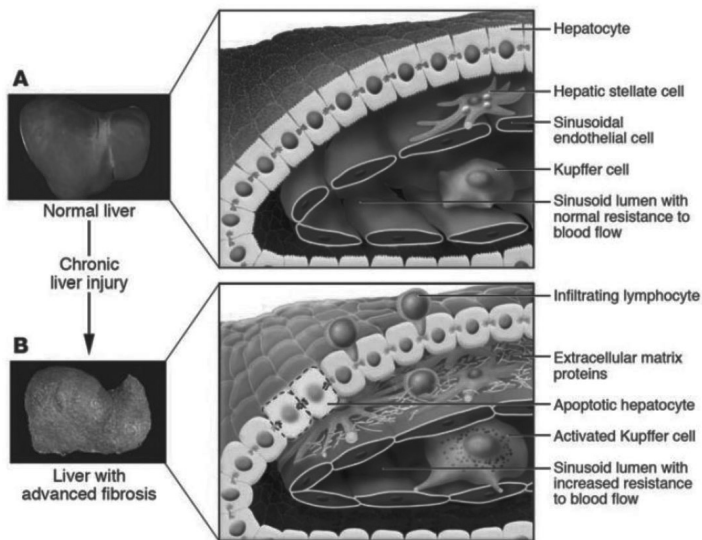 A
Normal liver
Chronic
liver injury
B
Liver with
advanced fibrosis
Hepatocyte
Hepatic stellate cell
Sinusoidal
endothelial cell
Kupffer cell
Sinusoid lumen with
normal resistance to
blood flow
Infiltrating lymphocyte
Extracellular matrix
proteins
Apoptotic hepatocyte
Activated Kupffer cell
Sinusoid lumen with
increased resistance
to blood flow